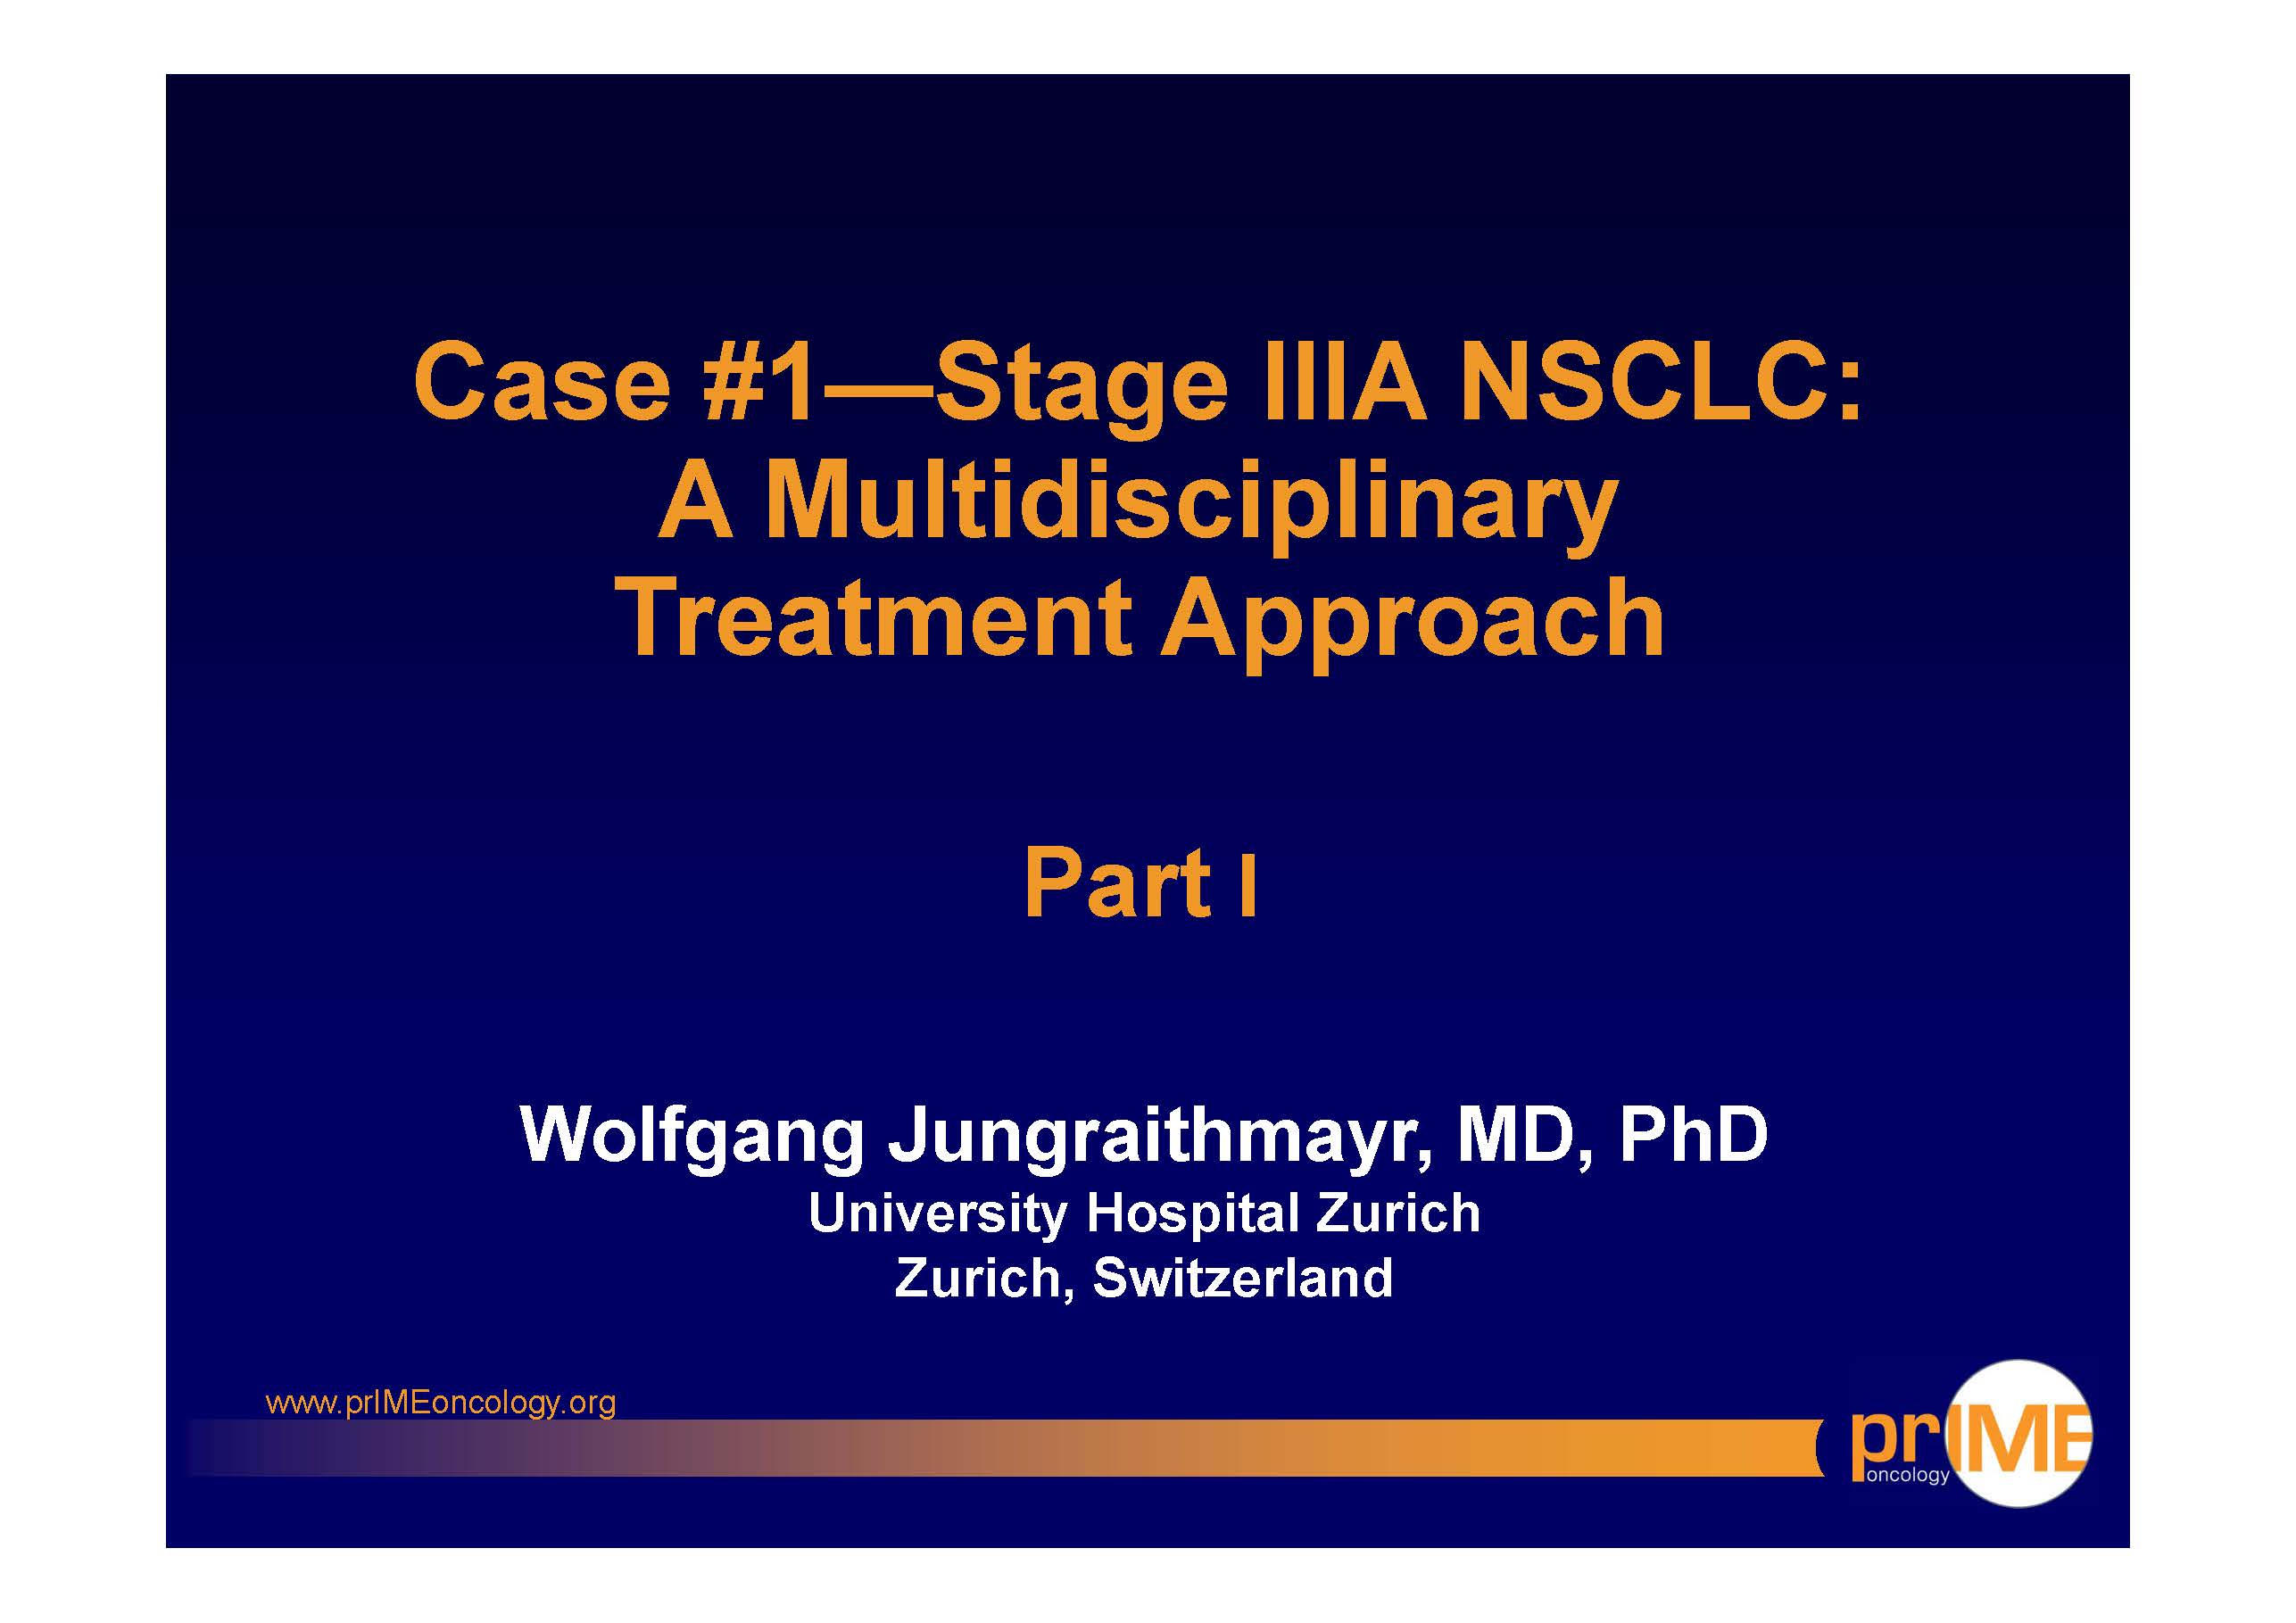 Case #1—Stage IIIA NSCLC:
A Multidisciplinary
Treatment Approach
Part I
Wolfgang Jungraithmayr, MD, PhD
University Hospital Zurich
Zurich, Switzerland
www.prIMEoncology.org
prIME
oncology